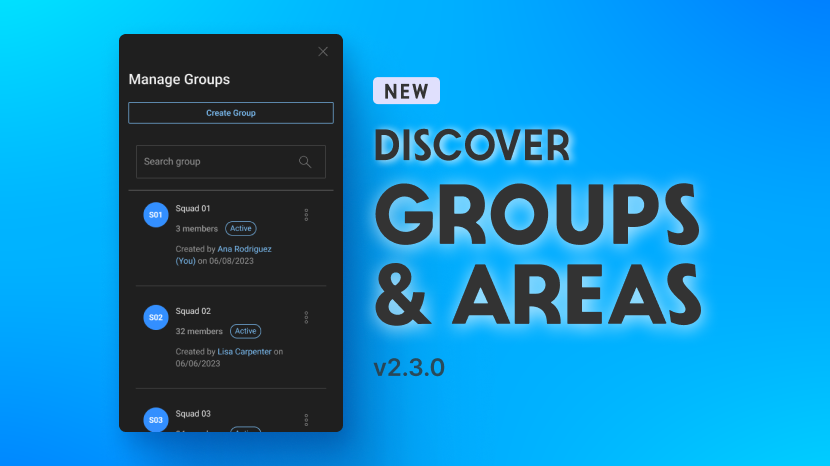 Manage Groups
Create Group
Search group
S01
Squad 01
3 members
Active
Created by Ana Rodriguez
(You) on 06/08/2023
S02
Squad 02
32 members
Active
Created by Lisa Carpenter on
06/06/2023
S03
Squad 03
Active
NEW
DISCOVER
GROUPS
& AREAS
v2.3.0